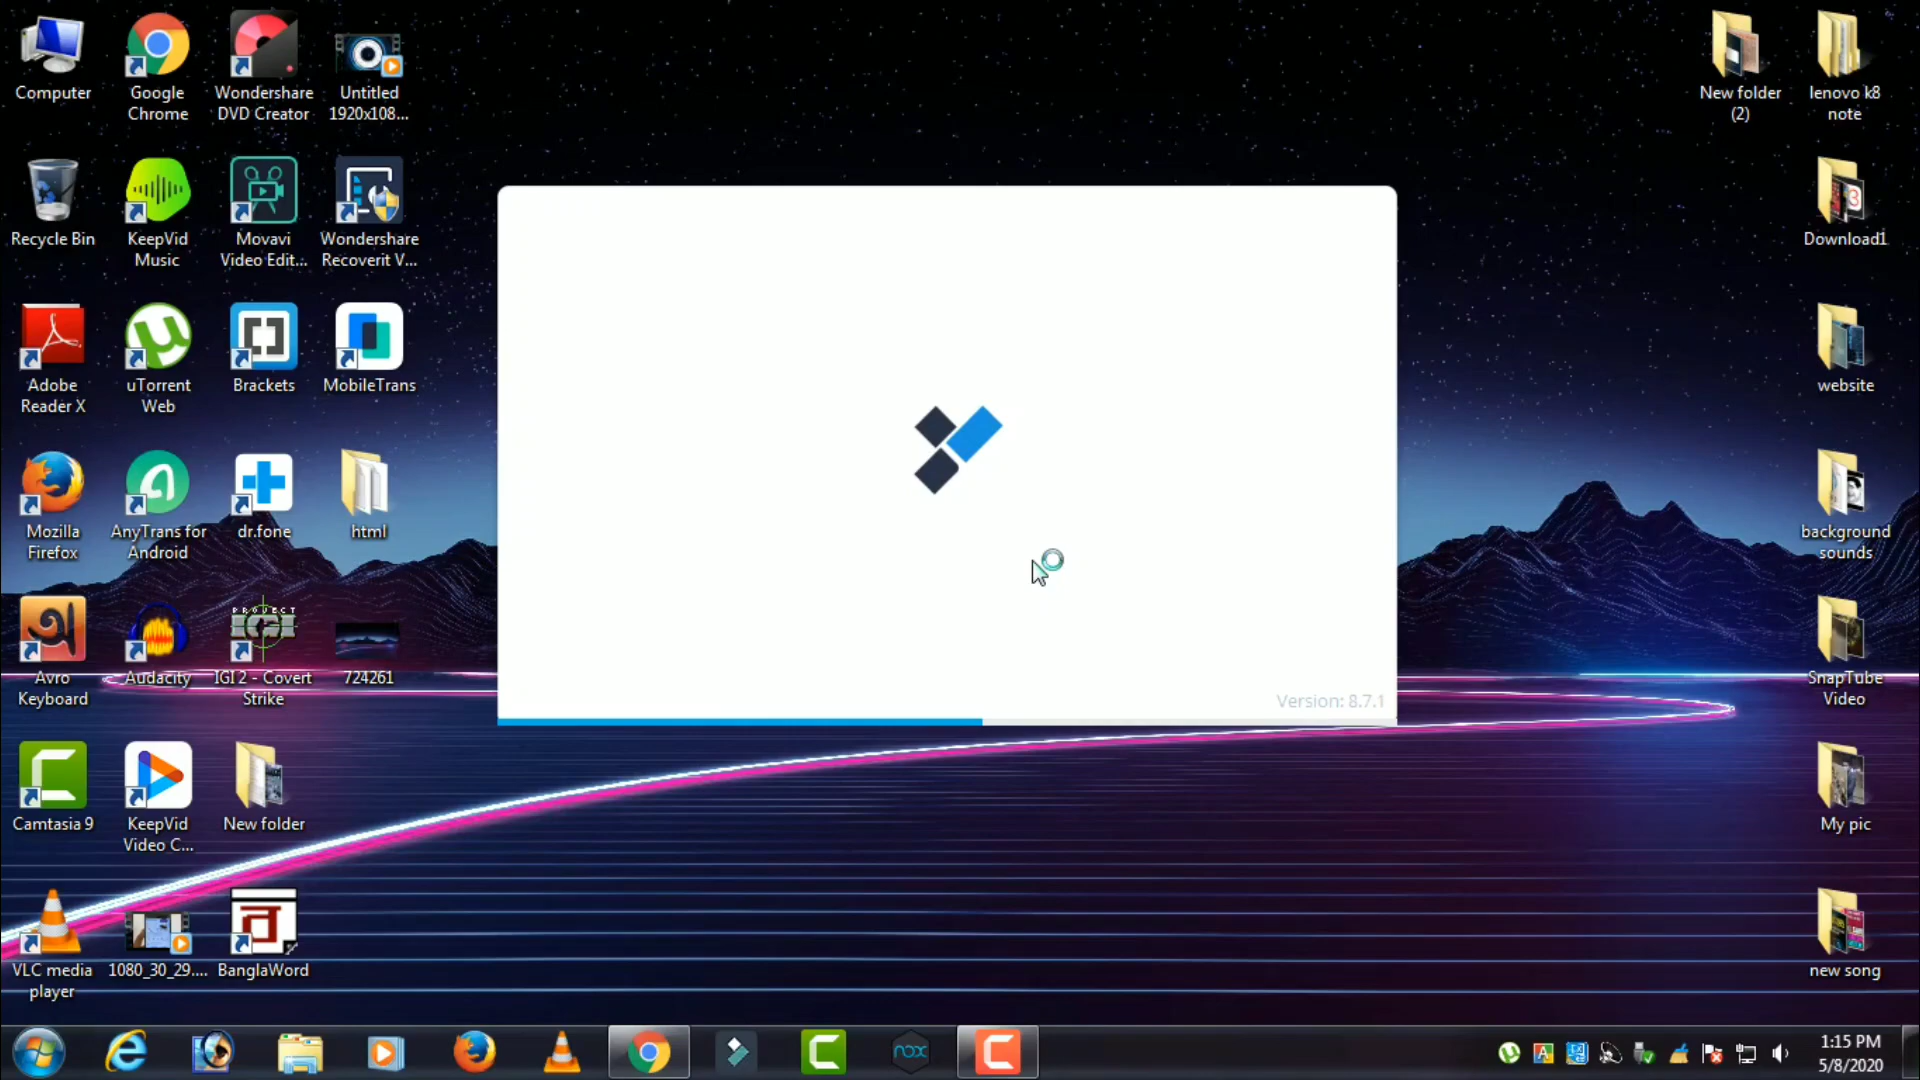 Computer
Google
Chrome
Wondershare
DVD Creator
Untitled
1920x108...
New folder
(2)
lenovo k8
note
Recycle Bin
KeepVid
Music
Movavi
Video Edit...
Wondershare
Recoverit V...
Download1
3
Adobe
Reader X
uTorrent
Web
Brackets
MobileTrans
website
Mozilla
Firefox
AnyTrans for
Android
dr.fone
html
background
sounds
PROJECT
IGI
অ
Avro
Keyboard
Audacity
IGI 2 - Covert
Strike
724261
SnapTube
Video
Version: 8.7.1
Camtasia 9
KeepVid
Video C...
New folder
My pic
VLC media
player
1080_30_29....
BanglaWord
new song
nox
A
1:15 PM
5/8/2020